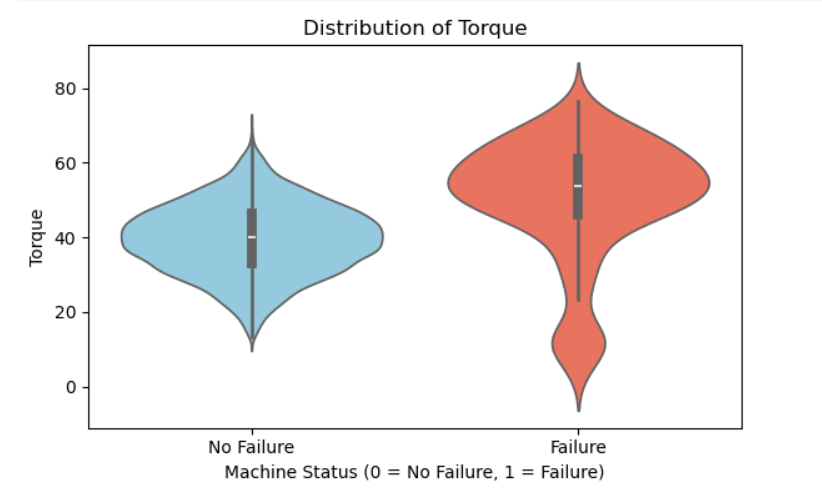 Distribution of Torque
80
60
40
20
0
Torque
No Failure
Failure
Machine Status (0 = No Failure, 1 = Failure)